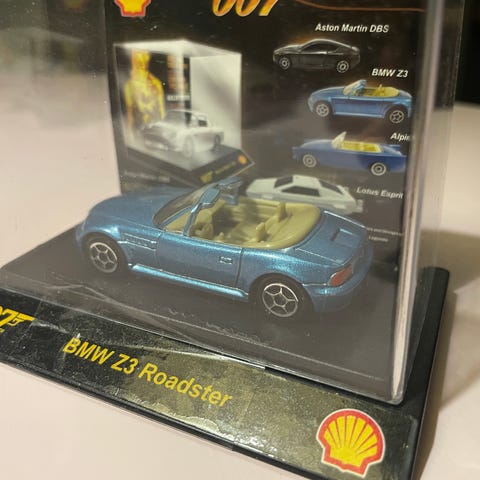 007
Aston Martin DBS
BMW Z3
Alpi
Lotus Esprit
BMW Z3 Roadster